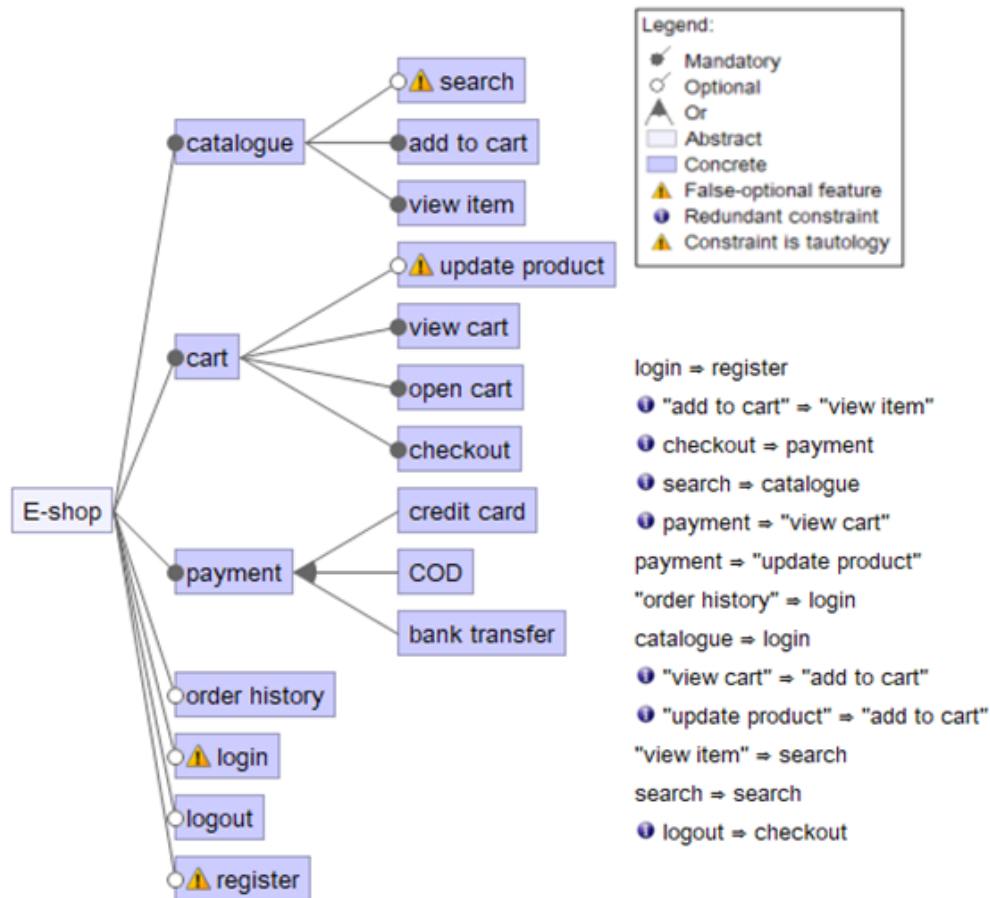 search
catalogue
add to cart
view item
update product
view cart
cart
open cart
checkout
E-shop
credit card
payment
COD
bank transfer
order history
login
logout
register
Legend:
Mandatory
Optional
Or
Abstract
Concrete
False-optional feature
Redundant constraint
Constraint is tautology
login ⇒ register
"add to cart" ⇒ "view item"
checkout ⇒ payment
search ⇒ catalogue
payment ⇒ "view cart"
payment ⇒ "update product"
"order history" ⇒ login
catalogue ⇒ login
"view cart" ⇒ "add to cart"
"update product" ⇒ "add to cart"
"view item" ⇒ search
search ⇒ search
logout ⇒ checkout